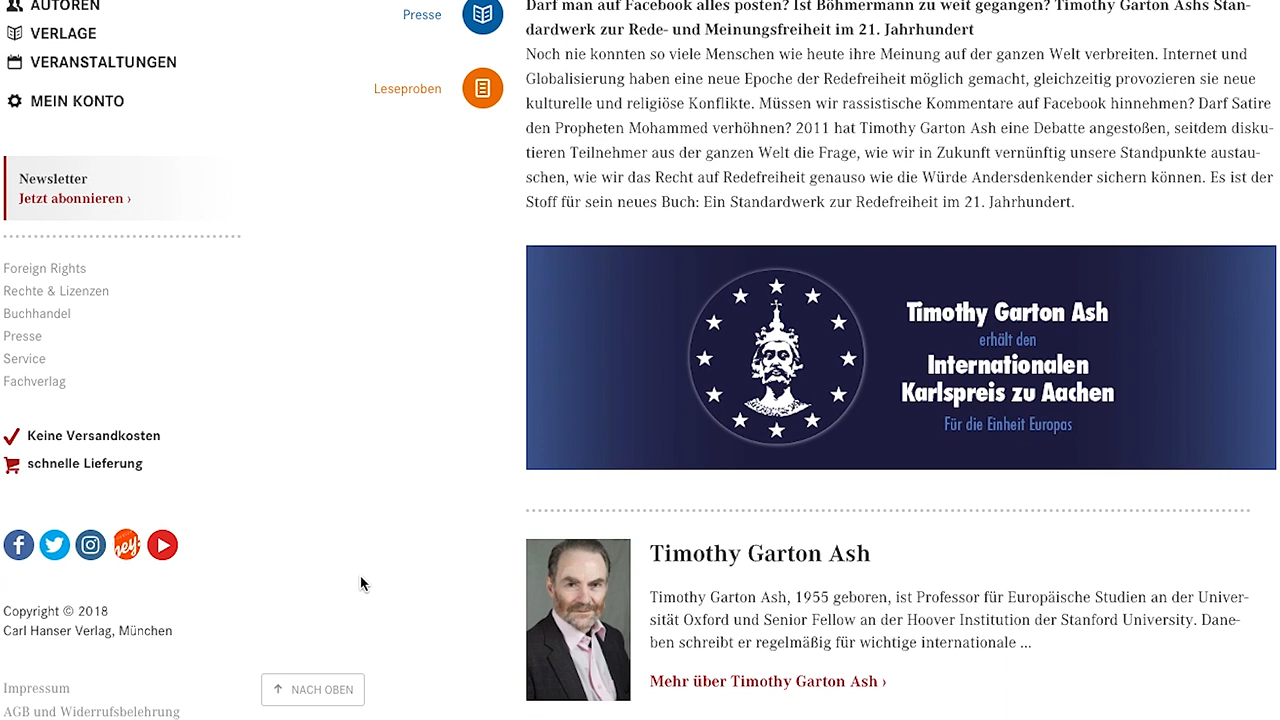 AUTOREN
VERLAGE
VERANSTALTUNGEN
MEIN KONTO
Newsletter
Jetzt abonnieren ›
Foreign Rights
Rechte & Lizenzen
Buchhandel
Presse
Service
Fachverlag
Keine Versandkosten
schnelle Lieferung
hey!
Copyright © 2018
Carl Hanser Verlag, München
Impressum
AGB und Widerrufsbelehrung
NACH OBEN
Presse
Leseproben
Darf man auf Facebook alles posten? Ist Böhmermann zu weit gegangen? Timothy Garton Ashs Stan-
dardwerk zur Rede- und Meinungsfreiheit im 21. Jahrhundert
Noch nie konnten so viele Menschen wie heute ihre Meinung auf der ganzen Welt verbreiten. Internet und
Globalisierung haben eine neue Epoche der Redefreiheit möglich gemacht, gleichzeitig provozieren sie neue
kulturelle und religiöse Konflikte. Müssen wir rassistische Kommentare auf Facebook hinnehmen? Darf Satire
den Propheten Mohammed verhöhnen? 2011 hat Timothy Garton Ash eine Debatte angestoßen, seitdem disku-
tieren Teilnehmer aus der ganzen Welt die Frage, wie wir in Zukunft vernünftig unsere Standpunkte austau-
schen, wie wir das Recht auf Redefreiheit genauso wie die Würde Andersdenkender sichern können. Es ist der
Stoff für sein neues Buch: Ein Standardwerk zur Redefreiheit im 21. Jahrhundert.
Timothy Garton Ash
erhält den
Internationalen
Karlspreis zu Aachen
Für die Einheit Europas
Timothy Garton Ash
Timothy Garton Ash, 1955 geboren, ist Professor für Europäische Studien an der Univer-
sität Oxford und Senior Fellow an der Hoover Institution der Stanford University. Dane-
ben schreibt er regelmäßig für wichtige internationale ...
Mehr über Timothy Garton Ash ›